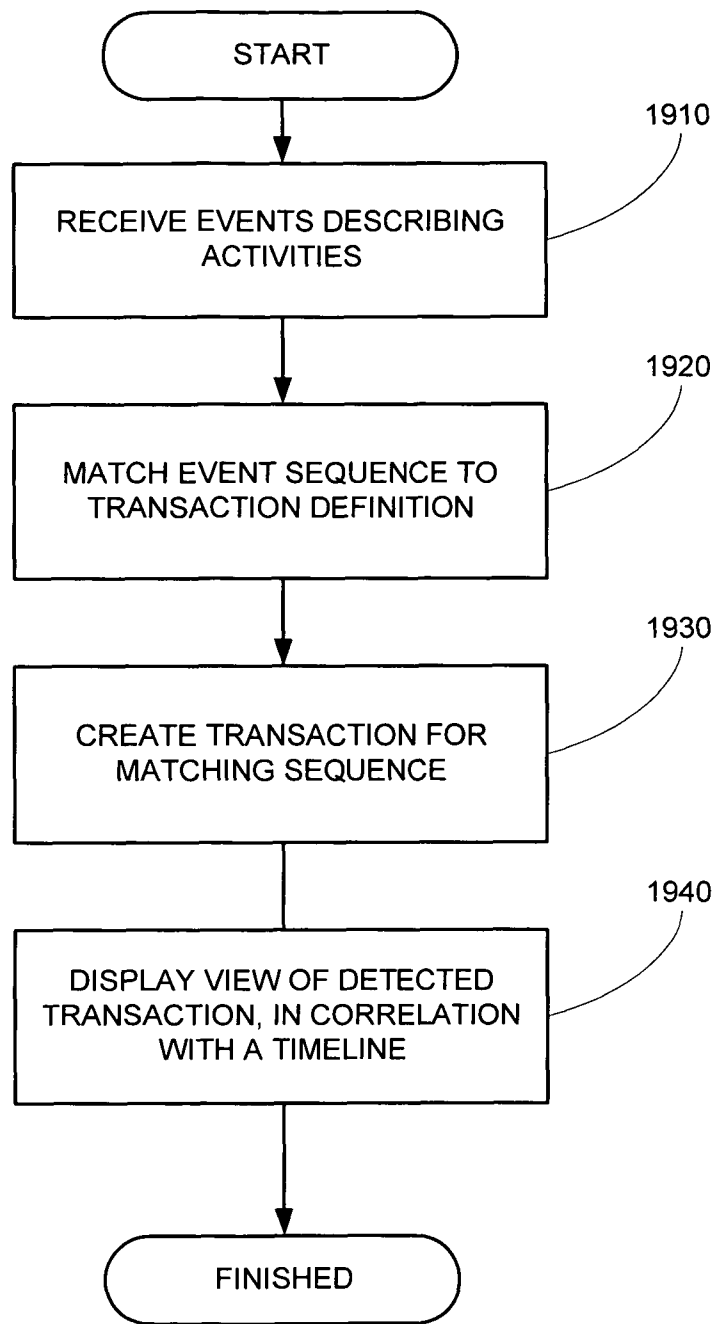 START
1910
RECEIVE EVENTS DESCRIBING
ACTIVITIES
1920
MATCH EVENT SEQUENCE TO
TRANSACTION DEFINITION
1930
CREATE TRANSACTION FOR
MATCHING SEQUENCE
1940
DISPLAY VIEW OF DETECTED
TRANSACTION, IN CORRELATION
WITH A TIMELINE
FINISHED